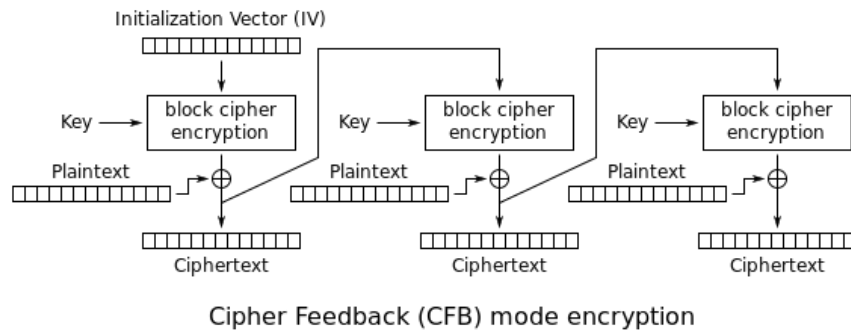 Initialization Vector (IV)
block cipher
encryption
Key
Plaintext
Ciphertext
block cipher
encryption
Key
Plaintext
Ciphertext
block cipher
encryption
Key
Plaintext
Ciphertext
Cipher Feedback (CFB) mode encryption